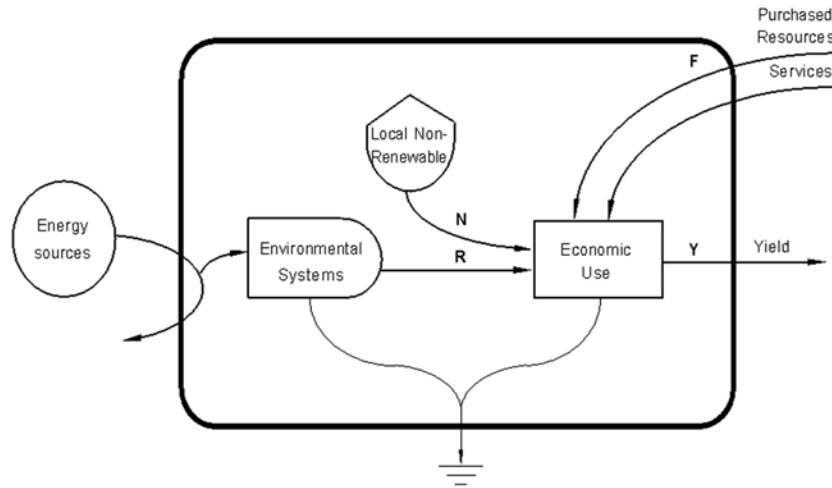 Purchased
Resources
F
Services
Local Non-
Renewable
Energy
sources
N
Environmental
Systems
R
Economic
Use
Y
Yield